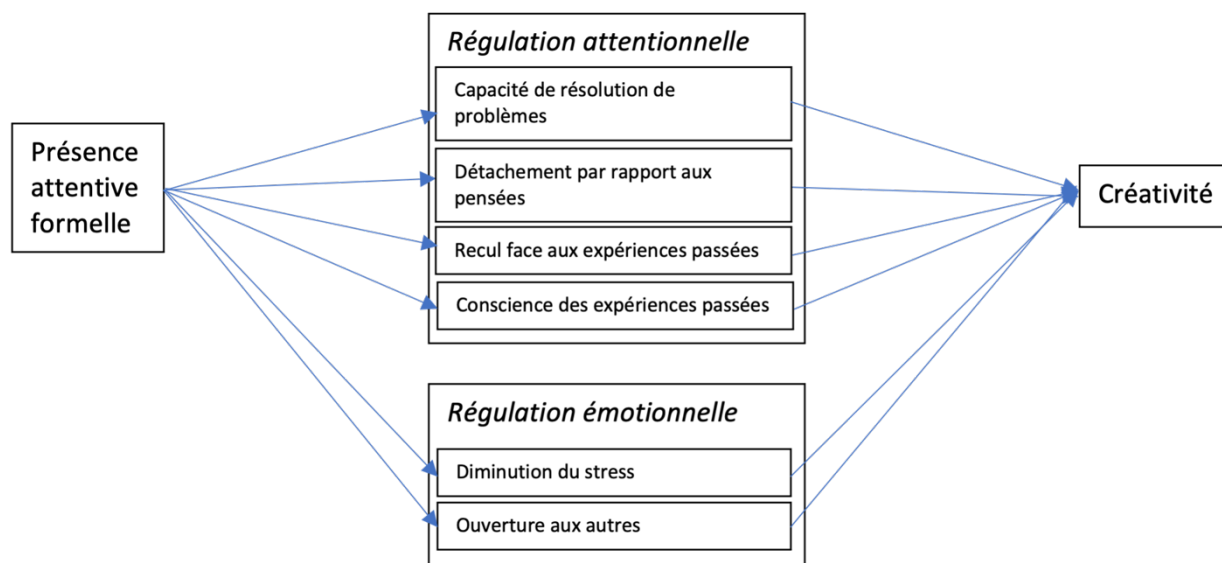 Présence
attentive
formelle
Régulation attentionnelle
Capacité de résolution de
problèmes
Détachement par rapport aux
pensées
Recul face aux expériences passées
Conscience des expériences passées
Régulation émotionnelle
Diminution du stress
Ouverture aux autres
Créativité